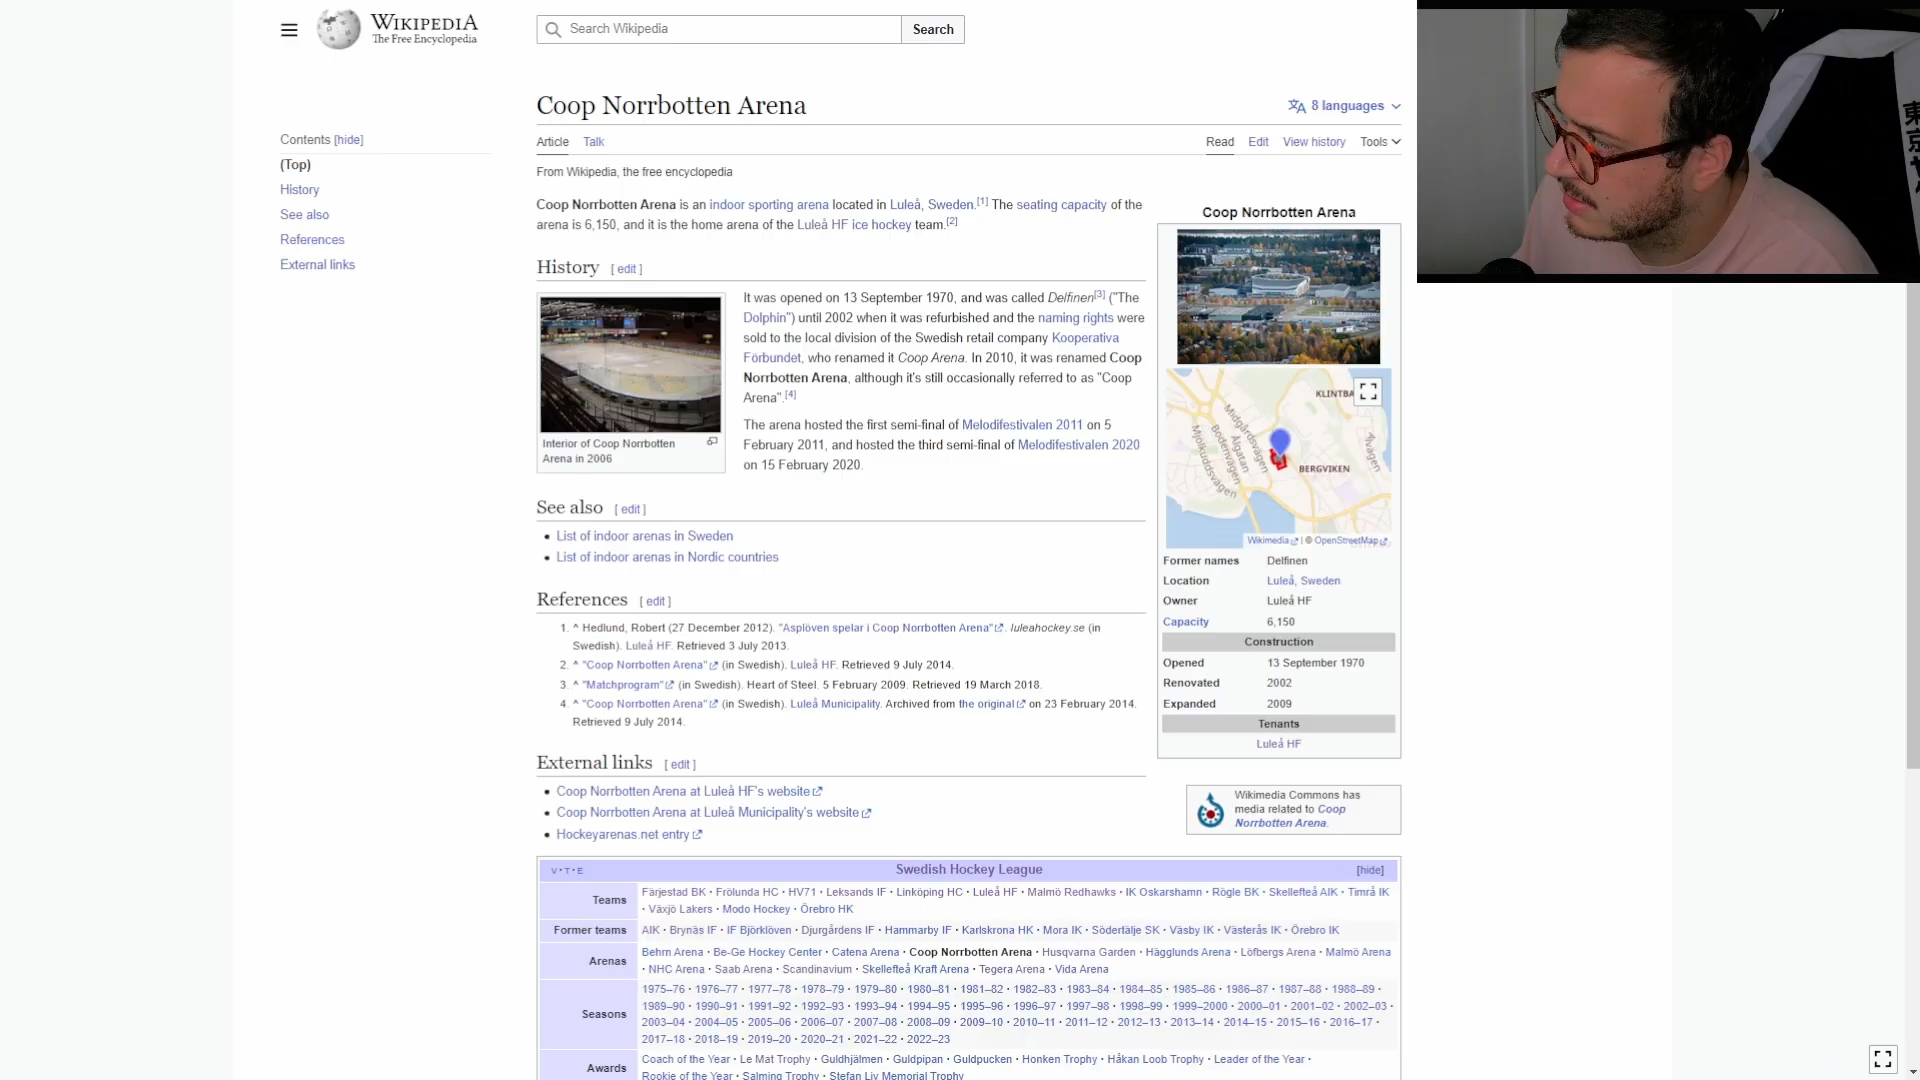 WIKIPEDIA
The Free Encyclopedia
Search Wikipedia
Search
Contents [hide]
(Top)
History
See also
References
External links
Coop Norrbotten Arena
8 languages
Article Talk
Read Edit View history Tools
From Wikipedia, the free encyclopedia
Coop Norrbotten Arena is an indoor sporting arena located in Luleå, Sweden.[1] The seating capacity of the
arena is 6,150, and it is the home arena of the Luleå HF ice hockey team.[2]
History [ edit ]
Interior of Coop Norrbotten
Arena in 2006
It was opened on 13 September 1970, and was called Delfinen[3] ("The
Dolphin") until 2002 when it was refurbished and the naming rights were
sold to the local division of the Swedish retail company Kooperativa
Förbundet, who renamed it Coop Arena. In 2010, it was renamed Coop
Norrbotten Arena, although it's still occasionally referred to as "Coop
Arena".[4]
The arena hosted the first semi-final of Melodifestivalen 2011 on 5
February 2011, and hosted the third semi-final of Melodifestivalen 2020
on 15 February 2020.
See also [ edit ]
• List of indoor arenas in Sweden
• List of indoor arenas in Nordic countries
References [ edit ]
1. ^ Hedlund, Robert (27 December 2012). "Asplöven spelar i Coop Norrbotten Arena". luleahockey.se (in
Swedish). Luleå HF. Retrieved 3 July 2013.
2. ^ "Coop Norrbotten Arena" (in Swedish). Luleå HF. Retrieved 9 July 2014.
3. ^ "Matchprogram" (in Swedish). Heart of Steel. 5 February 2009. Retrieved 19 March 2018.
4. ^ "Coop Norrbotten Arena" (in Swedish). Luleå Municipality. Archived from the original on 23 February 2014.
Retrieved 9 July 2014.
External links [ edit ]
• Coop Norrbotten Arena at Luleå HF's website
• Coop Norrbotten Arena at Luleå Municipality's website
• Hockeyarenas.net entry
Coop Norrbotten Arena
KLINTBA
Midgårdsvägen
Älgatan
Bodenvägen
Mjölkuddsvägen
BERGVIKEN
Wikimedia | © OpenStreetMap
Former names Delfinen
Location Luleå, Sweden
Owner Luleå HF
Capacity 6,150
Construction
Opened 13 September 1970
Renovated 2002
Expanded 2009
Tenants
Luleå HF
Wikimedia Commons has
media related to Coop
Norrbotten Arena.
V · T · E Swedish Hockey League [hide]
Teams
Färjestad BK · Frölunda HC · HV71 · Leksands IF · Linköping HC · Luleå HF · Malmö Redhawks · IK Oskarshamn · Rögle BK · Skellefteå AIK · Timrå IK
· Växjö Lakers · Modo Hockey · Örebro HK
Former teams
AIK · Brynäs IF · IF Björklöven · Djurgårdens IF · Hammarby IF · Karlskrona HK · Mora IK · Södertälje SK · Väsby IK · Västerås IK · Örebro IK
Arenas
Behrn Arena · Be-Ge Hockey Center · Catena Arena · Coop Norrbotten Arena · Husqvarna Garden · Hägglunds Arena · Löfbergs Arena · Malmö Arena
· NHC Arena · Saab Arena · Scandinavium · Skellefteå Kraft Arena · Tegera Arena · Vida Arena
Seasons
1975–76 · 1976–77 · 1977–78 · 1978–79 · 1979–80 · 1980–81 · 1981–82 · 1982–83 · 1983–84 · 1984–85 · 1985–86 · 1986–87 · 1987–88 · 1988–89 ·
1989–90 · 1990–91 · 1991–92 · 1992–93 · 1993–94 · 1994–95 · 1995–96 · 1996–97 · 1997–98 · 1998–99 · 1999–2000 · 2000–01 · 2001–02 · 2002–03 ·
2003–04 · 2004–05 · 2005–06 · 2006–07 · 2007–08 · 2008–09 · 2009–10 · 2010–11 · 2011–12 · 2012–13 · 2013–14 · 2014–15 · 2015–16 · 2016–17 ·
2017–18 · 2018–19 · 2019–20 · 2020–21 · 2021–22 · 2022–23
Awards
Coach of the Year · Le Mat Trophy · Guldhjälmen · Guldpipan · Guldpucken · Honken Trophy · Håkan Loob Trophy · Leader of the Year ·
Rookie of the Year · Salming Trophy · Stefan Liv Memorial Trophy
東京